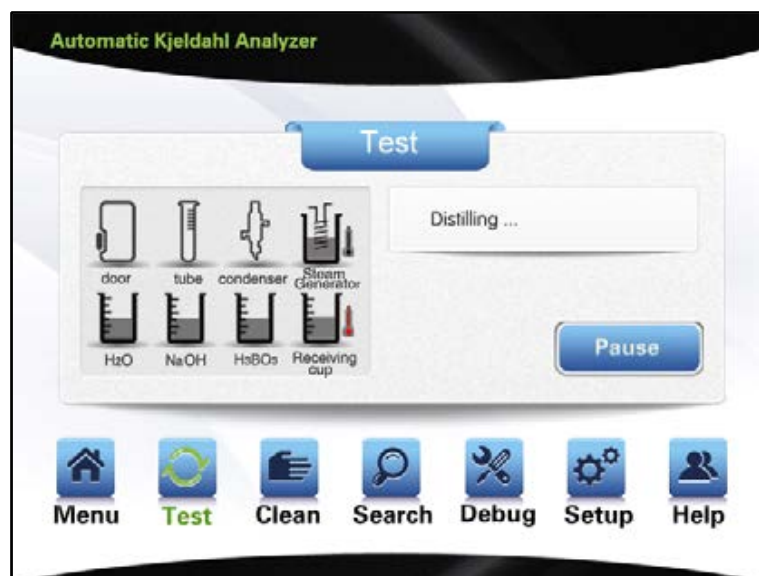 Automatic Kjeldahl Analyzer
Test
Distilling ...
door tube condenser Steam Generator
H2O NaOH H3BO3 Receiving cup
Pause
Menu Test Clean Search Debug Setup Help